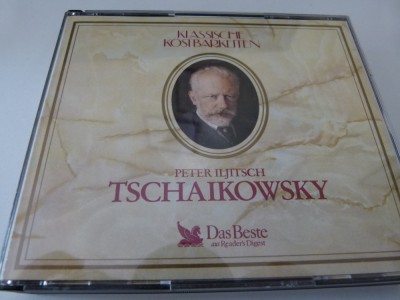 KLASSISCHE
KOSTBARKEITEN
PETER ILJITSCH
TSCHAIKOWSKY
Das Beste
aus Reader's Digest